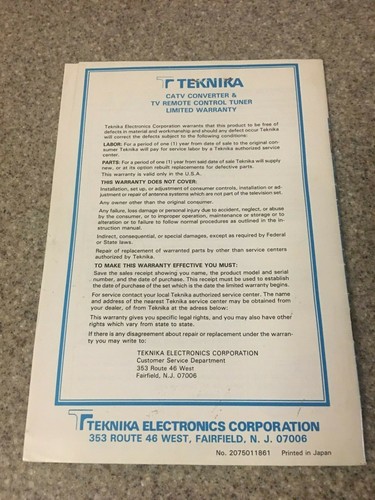 TEKNIKA
CATV CONVERTER &
TV REMOTE CONTROL TUNER
LIMITED WARRANTY
Teknika Electronics Corporation warrants that this product to be free of
defects in material and workmanship and should any defect occur Teknika
will correct the defects subject to the following conditions:
LABOR: For a period of one (1) year from date of sale to the original con-
sumer Teknika will pay for service labor by a Teknika authorized service
center.
PARTS: For a period of one (1) year from said date of sale Teknika will supply
new, or at its option rebuilt replacements for defective parts.
This warranty is valid only in the U.S.A.
THIS WARRANTY DOES NOT COVER:
Installation, set up, or adjustment of consumer controls, installation or ad-
justment or repair of antenna systems which are not part of the television set.
Any owner other than the original consumer.
Any failure, loss damage or personal injury due to accident, neglect, or abuse
by the consumer, or to improper operation, maintenance or storage or to
alteration or to failure to follow normal procedures as outlined in the in-
struction manual.
Indirect, consequential, or special damages, except as required by Federal
or State laws.
Repair of replacement of warranted parts by other than service centers
authorized by Teknika.
TO MAKE THIS WARRANTY EFFECTIVE YOU MUST:
Save the sales receipt showing you name, the product model and serial
number, and the date of purchase. This receipt must be used to establish
the date of purchase of the set which is the date the limited warranty begins.
For service contact your local Teknika authorized service center. The name
and address of the nearest Teknika service center may be obtained from
your dealer, of from Teknika at the adress below:
This warranty gives you specific legal rights, and you may also have other
rights which vary from state to state.
If there is any disagreement about repair or replacement under the warran-
ty you may write to:
TEKNIKA ELECTRONICS CORPORATION
Customer Service Department
353 Route 46 West
Fairfield, N.J. 07006
TEKNIKA ELECTRONICS CORPORATION
353 ROUTE 46 WEST, FAIRFIELD, N. J. 07006
No. 2075011861 Printed in Japan